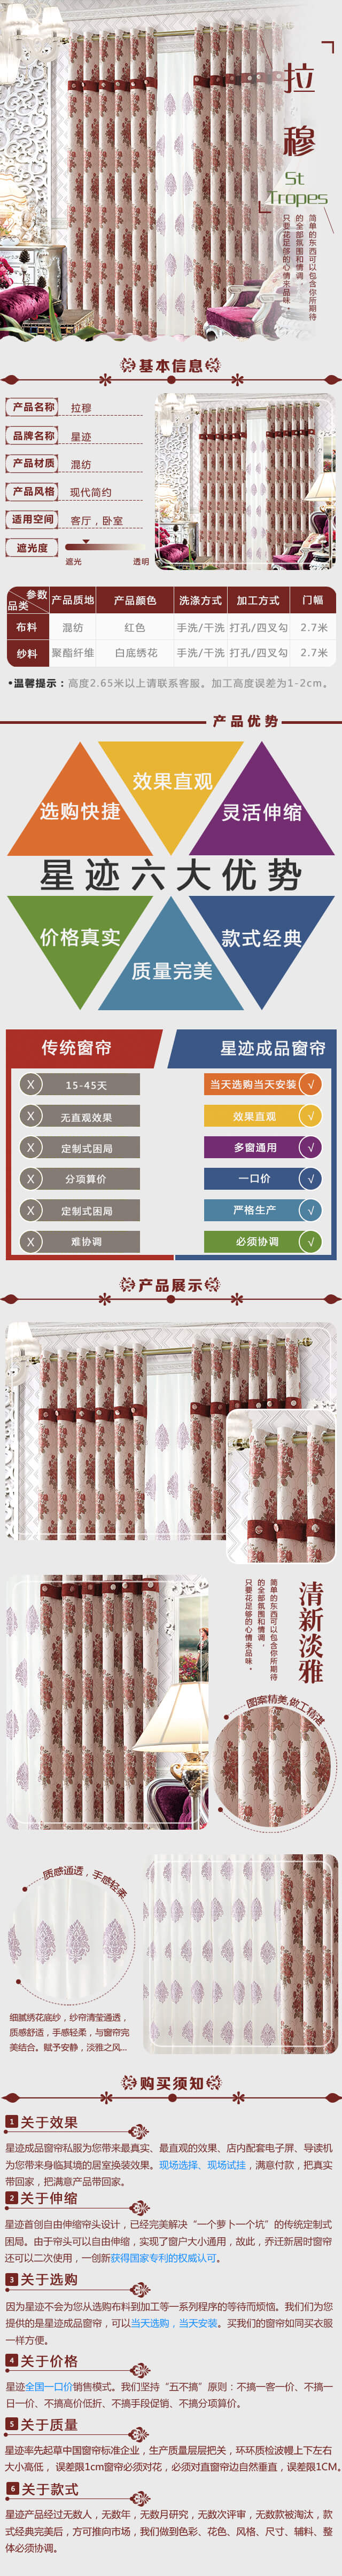 拉
穆
St
Tropes
简单的东西可以包含你所期待
的全部氛围和情调，
只要花足够的心情来品味。
基本信息
产品名称 拉穆
品牌名称 星迹
产品材质 混纺
产品风格 现代简约
适用空间 客厅，卧室
遮光度
遮光 透明
参数
品类 产品质地 产品颜色 洗涤方式 加工方式 门幅
布料 混纺 红色 手洗/干洗 打孔/四叉勾 2.7米
纱料 聚酯纤维 白底绣花 手洗/干洗 打孔/四叉勾 2.7米
•温馨提示：高度2.65米以上请联系客服。加工高度误差为1-2cm。
产品优势
选购快捷 效果直观 灵活伸缩
星迹六大优势
价格真实 质量完美 款式经典
传统窗帘 星迹成品窗帘
X 15-45天 当天选购当天安装 √
X 无直观效果 效果直观 √
X 定制式困局 多窗通用 √
X 分项算价 一口价 √
X 定制式困局 严格生产 √
X 难协调 必须协调 √
产品展示
清新淡雅
简单的东西可以包含你所期待
的全部氛围和情调，
只要花足够的心情来品味。
图案精美,做工精湛
质感通透，手感轻柔
细腻绣花底纱，纱帘清莹通透，
质感舒适，手感轻柔，与窗帘完
美结合。赋予安静，淡雅之风...
购买须知
1 关于效果
星迹成品窗帘私服为您带来最真实、最直观的效果、店内配套电子屏、导读机
为您带来身临其境的居室换装效果。现场选择、现场试挂，满意付款，把真实
带回家，把满意产品带回家。
2 关于伸缩
星迹首创自由伸缩帘头设计，已经完美解决“一个萝卜一个坑”的传统定制式
困局。由于帘头可以自由伸缩，实现了窗户大小通用，故此，乔迁新居时窗帘
还可以二次使用，一创新获得国家专利的权威认可。
3 关于选购
因为星迹不会为您从选购布料到加工等一系列程序的等待而烦恼。我们们为您
提供的是星迹成品窗帘，可以当天选购，当天安装。买我们的窗帘如同买衣服
一样方便。
4 关于价格
星迹全国一口价销售模式。我们坚持“五不搞”原则：不搞一客一价、不搞一
日一价、不搞高价低折、不搞手段促销、不搞分项算价。
5 关于质量
星迹率先起草中国窗帘标准企业，生产质量层层把关，环环质检波幔上下左右
大小高低，误差限1cm窗帘必须对花，必须对直窗帘边自然垂直，误差限1CM。
6 关于款式
星迹产品经过无数人，无数年，无数月研究，无数次评审，无数款被淘汰，款
式经典完美后，方可推向市场，我们做到色彩、花色、风格、尺寸、辅料、整
体必须协调。